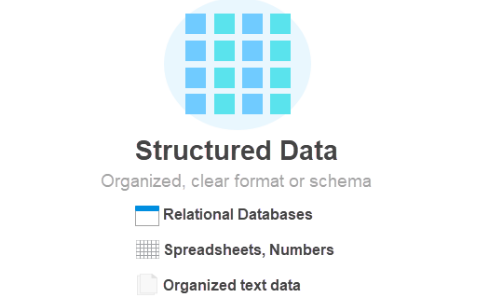 Structured Data
Organized, clear format or schema
Relational Databases
Spreadsheets, Numbers
Organized text data